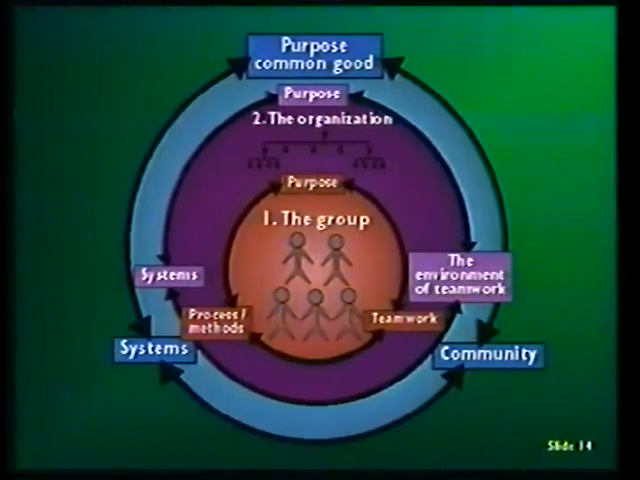 Purpose
common good
Purpose
2. The organization
Purpose
1. The group
Systems
The
environment
of teamwork
Process/
methods
Teamwork
Systems
Community
Slide 14